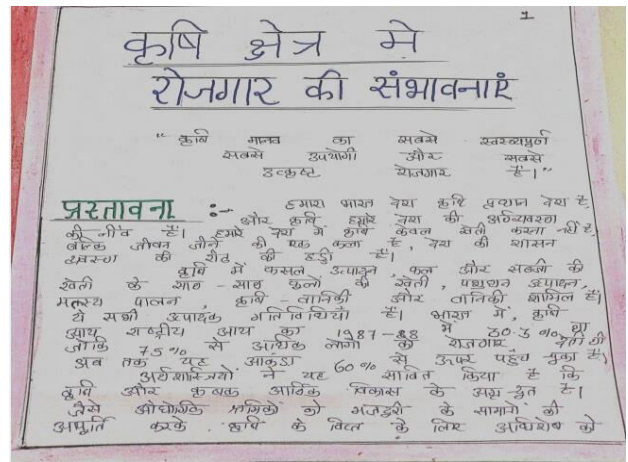 1
कृषि क्षेत्र मे
रोजगार की संभावनाएं
“ कृषि मानव का सबसे स्वस्थ्यपूर्ण
सबसे उपयोगी और सबसे
उत्कृष्ट रोजगार है।”
प्रस्तावना :- हमारा भारत देश कृषि प्रधान देश है,
और कृषि हमारे देश की अर्थव्यवस्था
की नींव है। हमारे देश में कृषि केवल खेती करना नहीं है,
बल्कि जीवन जीने की एक कला है, देश की शासन
व्यवस्था की रीढ़ की हड्डी है।
कृषि में फसल उत्पादन, फल और सब्जी की
खेती के साथ-साथ फूलों की खेती, पशुधन उत्पादन,
मत्स्य पालन, कृषि-वानिकी और वानिकी शामिल हैं।
ये सभी उत्पादक गतिविधियां हैं। भारत में, कृषि
आय राष्ट्रीय आय का 1987-88 में 30.3% था
जोकि 75% से अधिक लोगों को रोजगार देती थी
अब तक यह आंकड़ा 60% से ऊपर पहुंच चुका है।
अर्थशास्त्रियों ने यह साबित किया है कि
कृषि और कृषक आर्थिक विकास के अग्र-दूत है।
जैसे औद्योगिक श्रमिकों को मजदूरी के सामानों की
आपूर्ति करके, कृषि के वित्त के लिए अधिशेष को